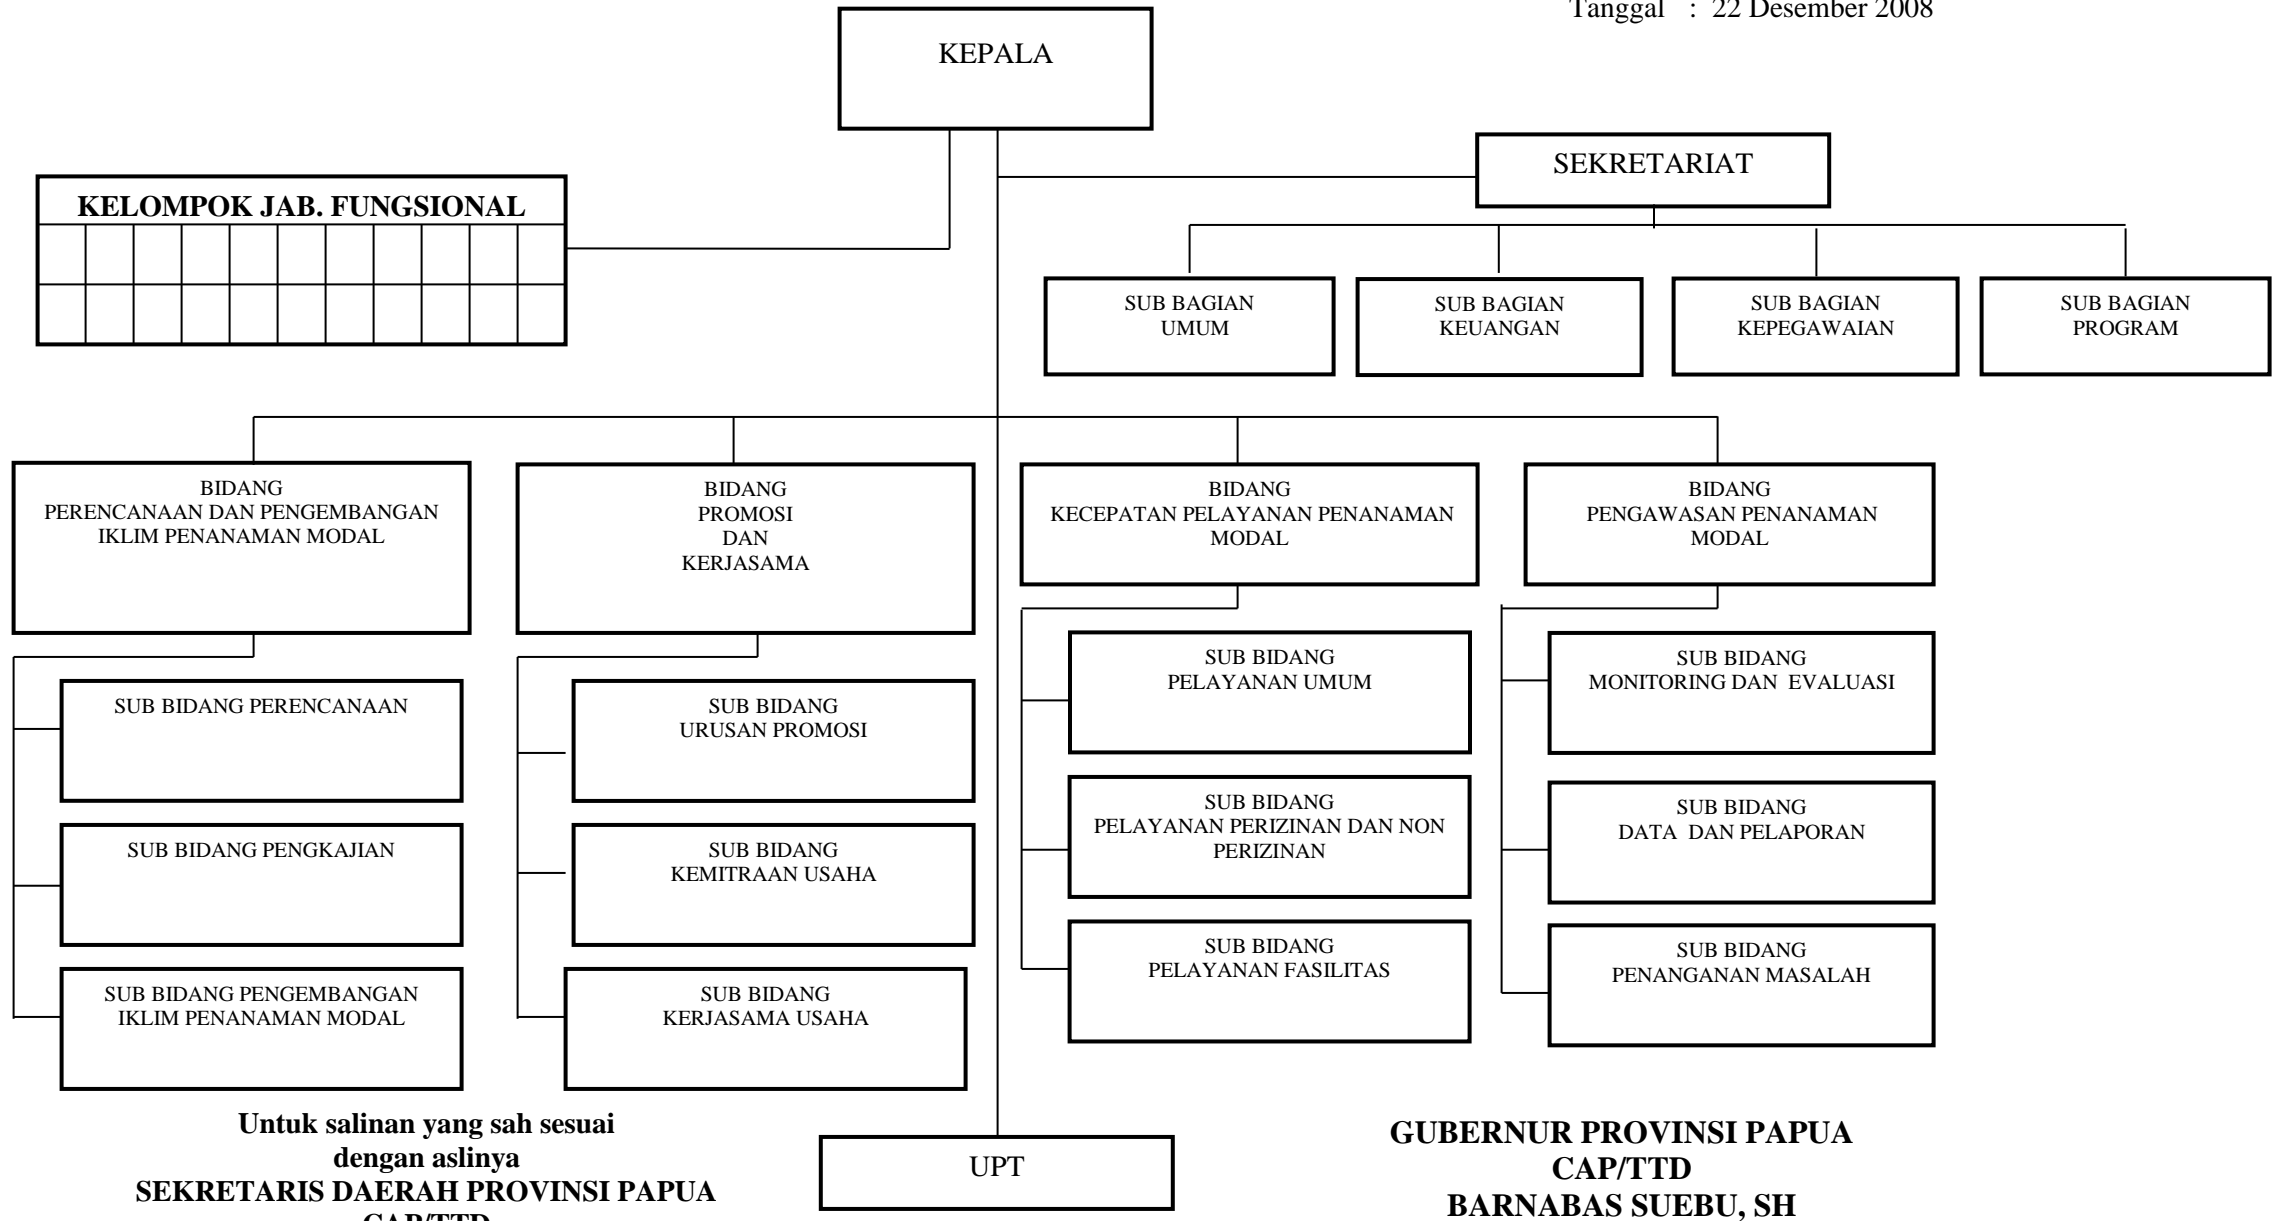 Tanggal : 22 Desember 2008
KEPALA
SEKRETARIAT
KELOMPOK JAB. FUNGSIONAL
SUB BAGIAN
UMUM
SUB BAGIAN
KEUANGAN
SUB BAGIAN
KEPEGAWAIAN
SUB BAGIAN
PROGRAM
BIDANG
PERENCANAAN DAN PENGEMBANGAN
IKLIM PENANAMAN MODAL
BIDANG
PROMOSI
DAN
KERJASAMA
BIDANG
KECEPATAN PELAYANAN PENANAMAN
MODAL
BIDANG
PENGAWASAN PENANAMAN
MODAL
SUB BIDANG PERENCANAAN
SUB BIDANG PENGKAJIAN
SUB BIDANG PENGEMBANGAN
IKLIM PENANAMAN MODAL
SUB BIDANG
URUSAN PROMOSI
SUB BIDANG
KEMITRAAN USAHA
SUB BIDANG
KERJASAMA USAHA
SUB BIDANG
PELAYANAN UMUM
SUB BIDANG
PELAYANAN PERIZINAN DAN NON
PERIZINAN
SUB BIDANG
PELAYANAN FASILITAS
SUB BIDANG
MONITORING DAN EVALUASI
SUB BIDANG
DATA DAN PELAPORAN
SUB BIDANG
PENANGANAN MASALAH
Untuk salinan yang sah sesuai
dengan aslinya
SEKRETARIS DAERAH PROVINSI PAPUA
CAP/TTD
UPT
GUBERNUR PROVINSI PAPUA
CAP/TTD
BARNABAS SUEBU, SH